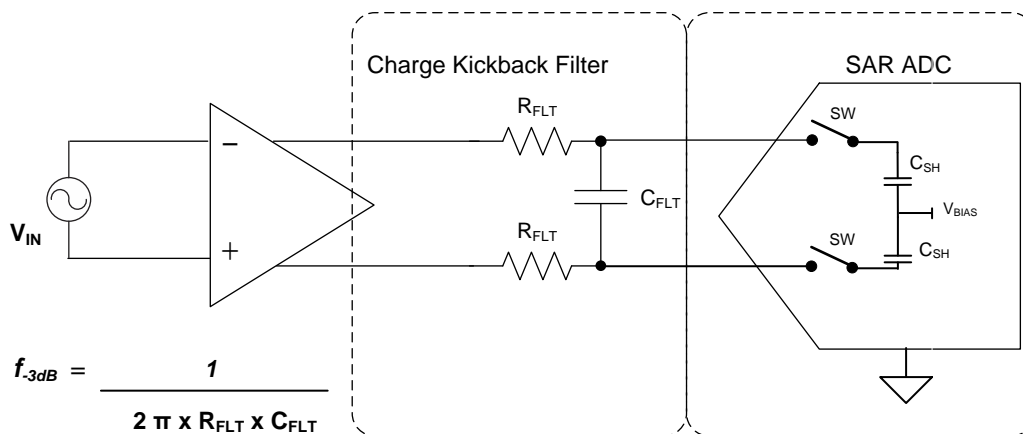 Charge Kickback Filter
SAR ADC
R_FLT
SW
C_SH
−
C_FLT
V_BIAS
V_IN
+
R_FLT
SW
C_SH
f_-3dB = 1
2 π x R_FLT x C_FLT